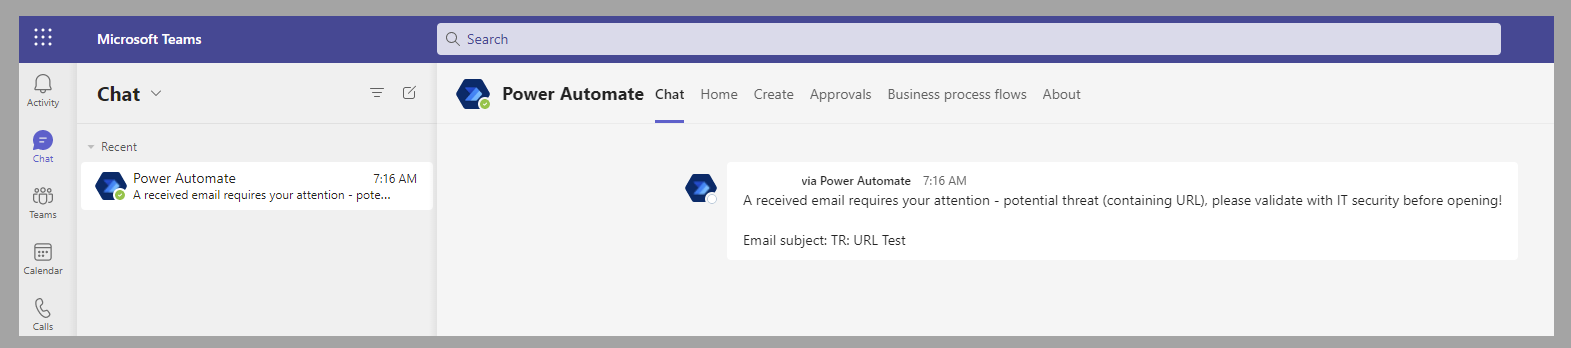 Microsoft Teams
Search
Activity
Chat
Teams
Calendar
Calls
Chat
Recent
Power Automate 7:16 AM
A received email requires your attention - pote...
Power Automate Chat Home Create Approvals Business process flows About
via Power Automate 7:16 AM
A received email requires your attention - potential threat (containing URL), please validate with IT security before opening!
Email subject: TR: URL Test